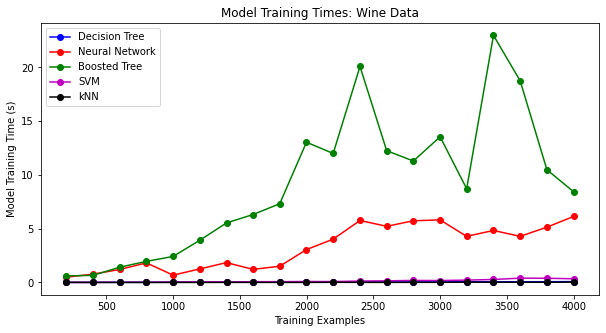 Model Training Times: Wine Data
Decision Tree
Neural Network
Boosted Tree
SVM
kNN
20
15
10
5
0
Model Training Time (s)
500 1000 1500 2000 2500 3000 3500 4000
Training Examples